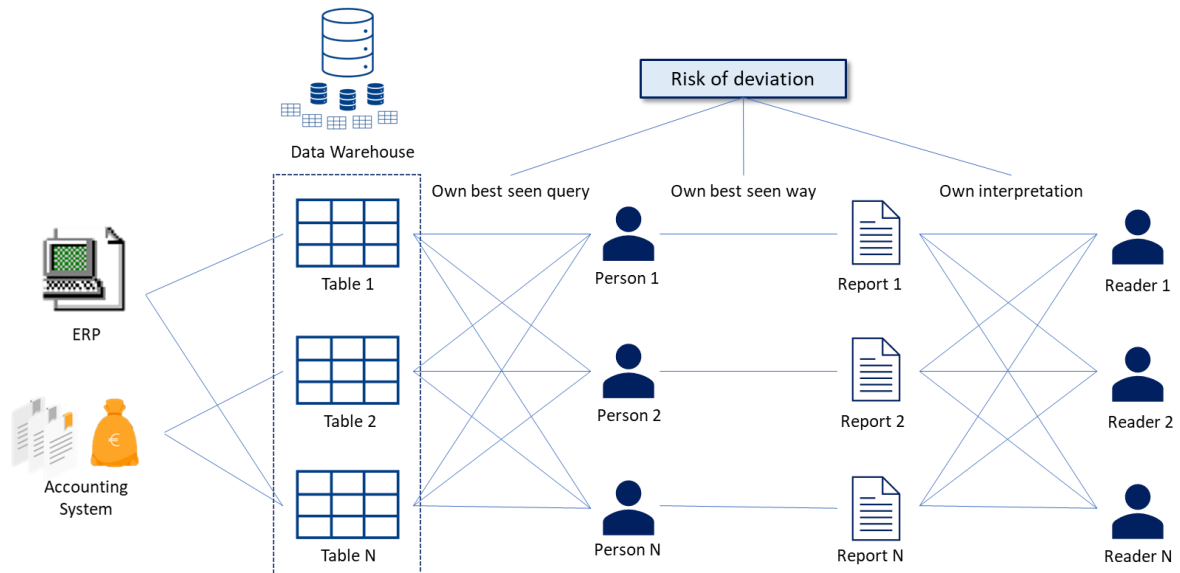 Risk of deviation
Data Warehouse
Own best seen query
Own best seen way
Own interpretation
Table 1
Person 1
Report 1
Reader 1
ERP
Table 2
Person 2
Report 2
Reader 2
€
Accounting
System
Table N
Person N
Report N
Reader N